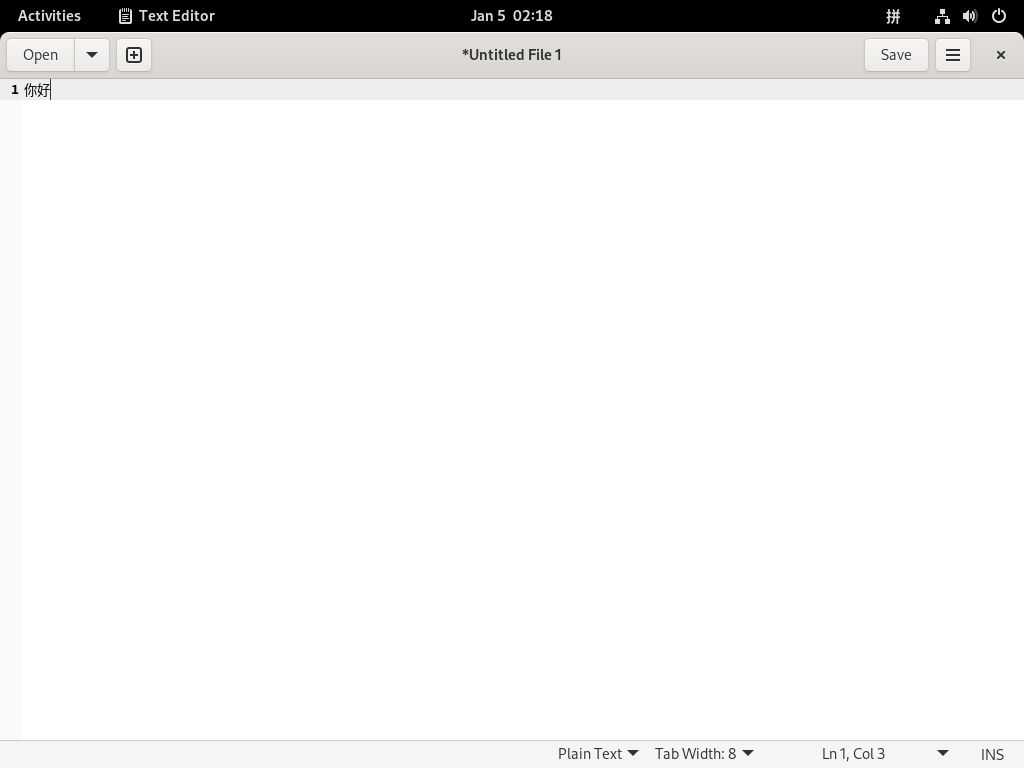 Activities Text Editor Jan 5 02:18 拼
Open *Untitled File 1 Save
1 你好
Plain Text Tab Width: 8 Ln 1, Col 3 INS